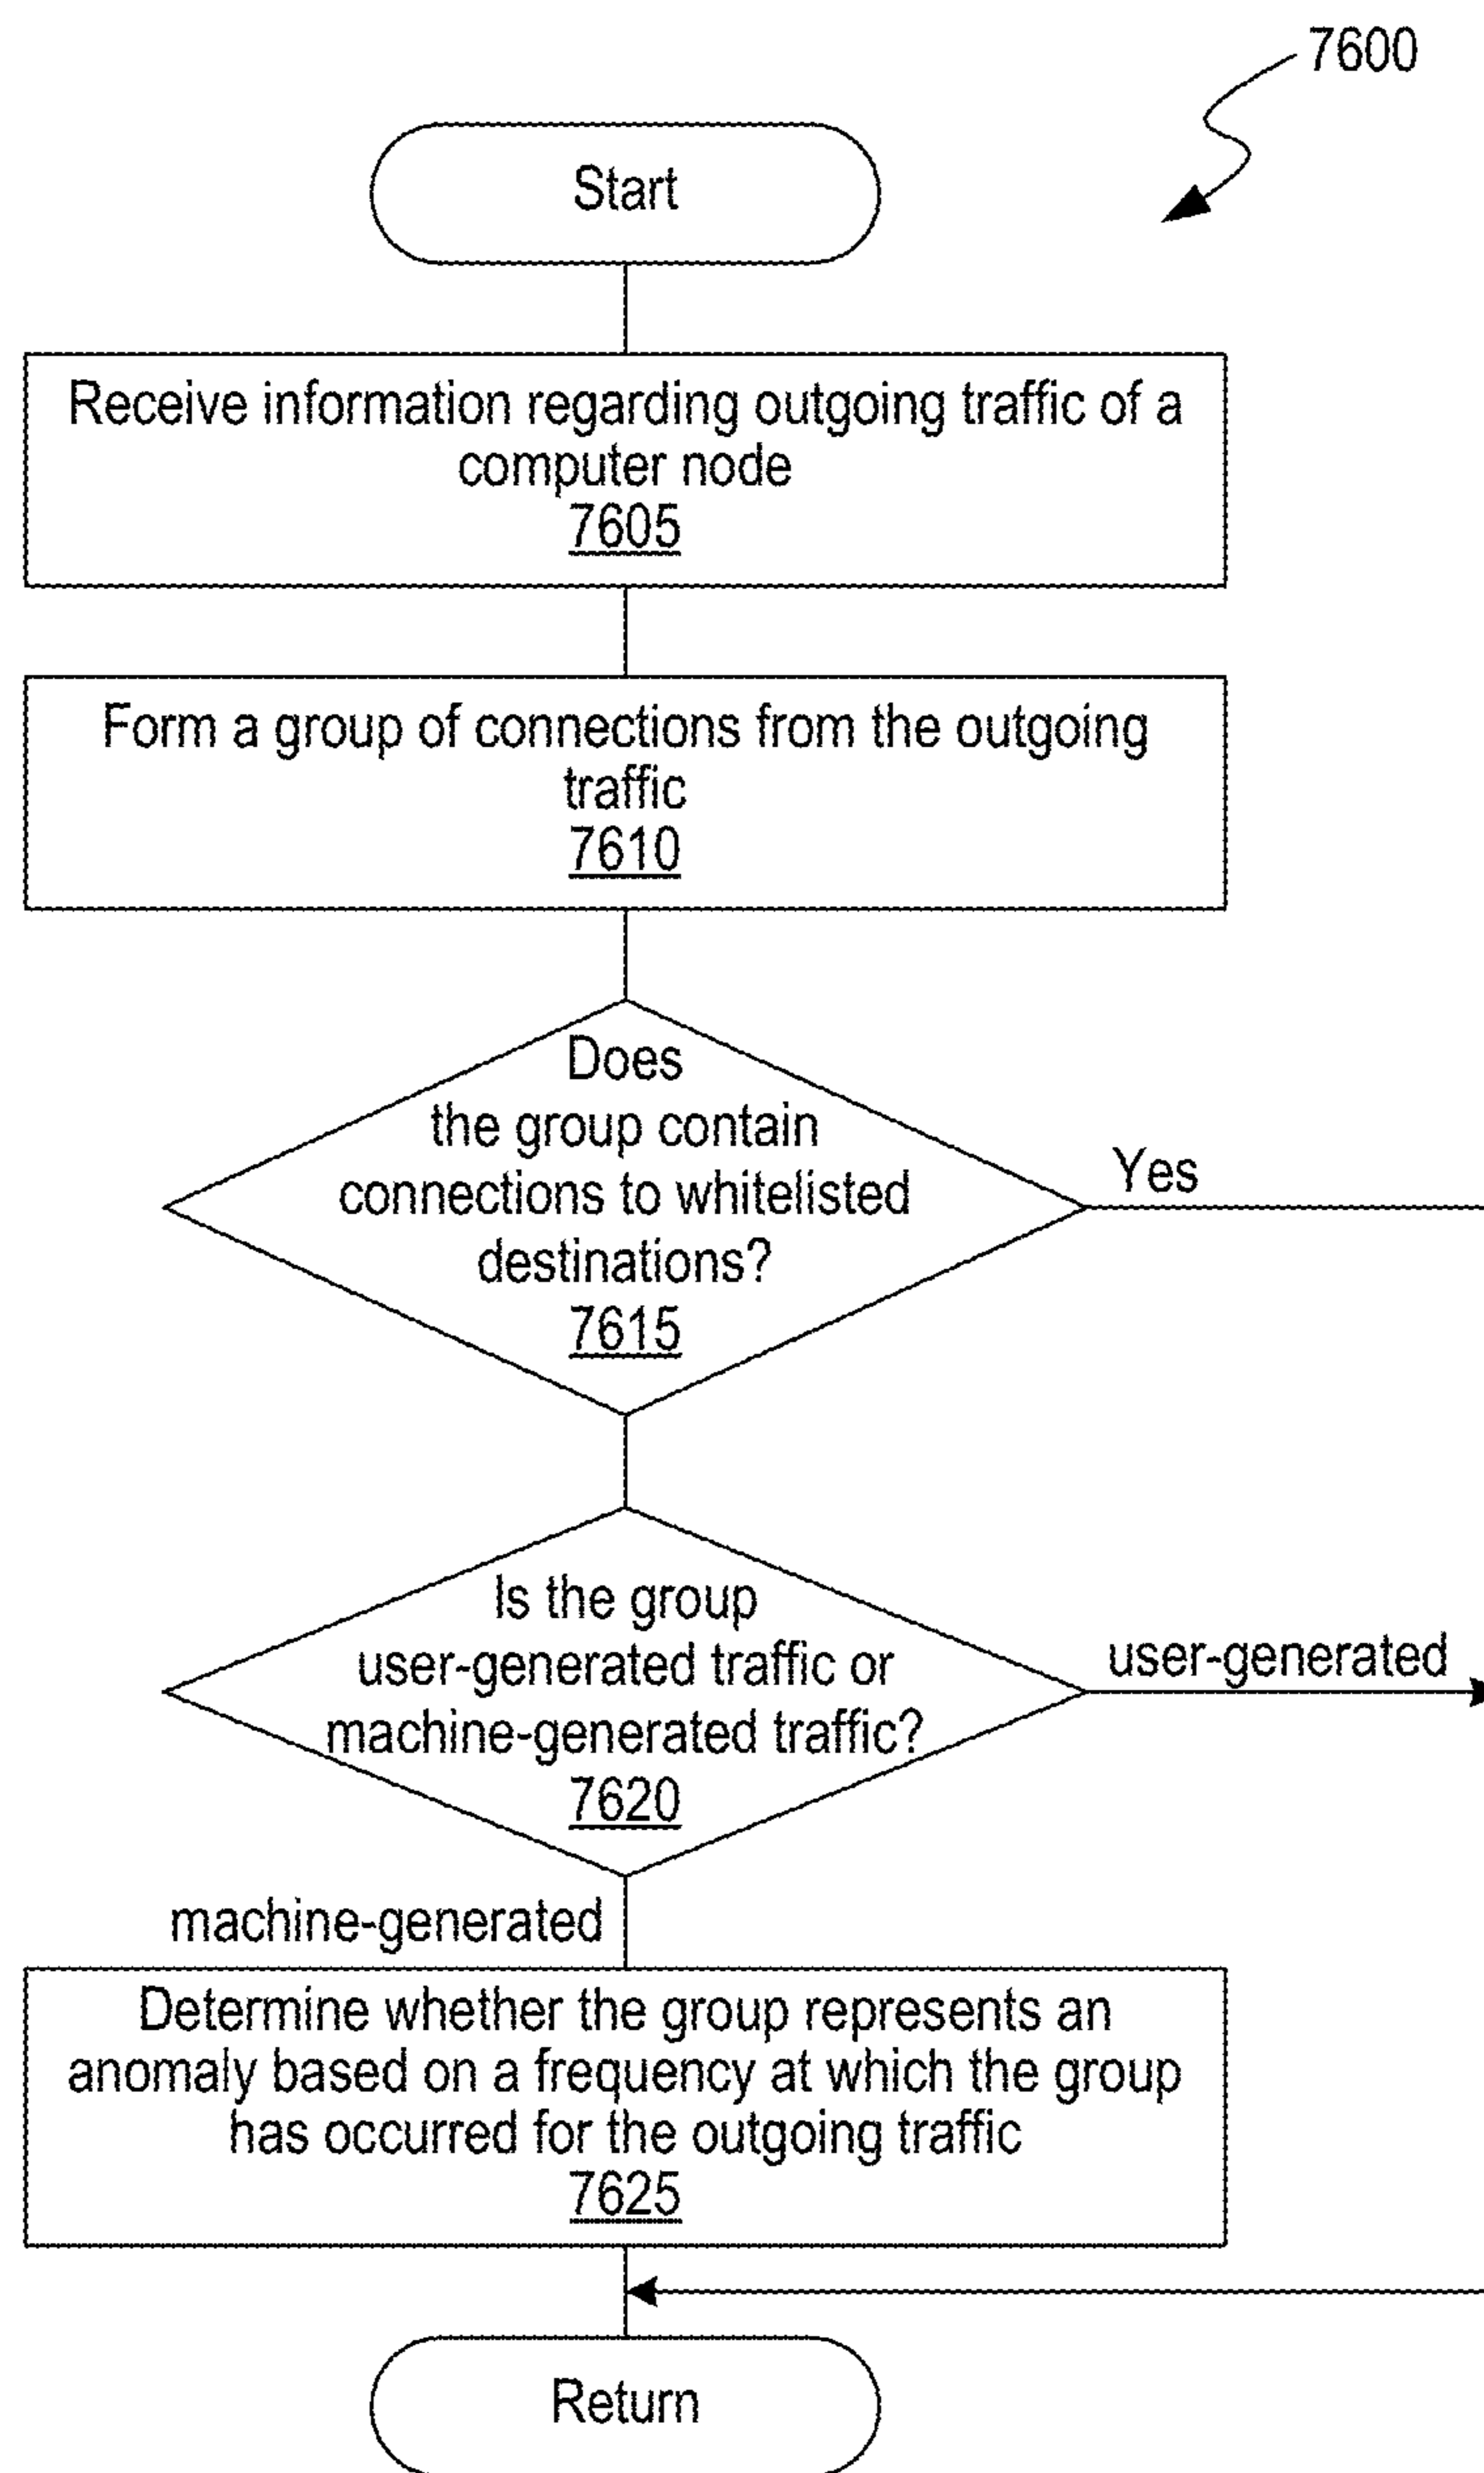 7600
Start
Receive information regarding outgoing traffic of a
computer node
7605
Form a group of connections from the outgoing
traffic
7610
Does
the group contain
connections to whitelisted
destinations?
7615
Yes
Is the group
user-generated traffic or
machine-generated traffic?
7620
user-generated
machine-generated
Determine whether the group represents an
anomaly based on a frequency at which the group
has occurred for the outgoing traffic
7625
Return